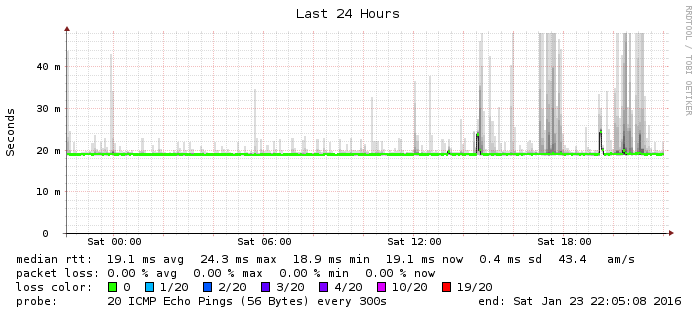 Last 24 Hours
RRDTOOL / TOBI OETIKER
Seconds
40 m
30 m
20 m
10 m
0
Sat 00:00 Sat 06:00 Sat 12:00 Sat 18:00
median rtt: 19.1 ms avg 24.3 ms max 18.9 ms min 19.1 ms now 0.4 ms sd 43.4 am/s
packet loss: 0.00 % avg 0.00 % max 0.00 % min 0.00 % now
loss color: 0 1/20 2/20 3/20 4/20 10/20 19/20
probe: 20 ICMP Echo Pings (56 Bytes) every 300s end: Sat Jan 23 22:05:08 2016